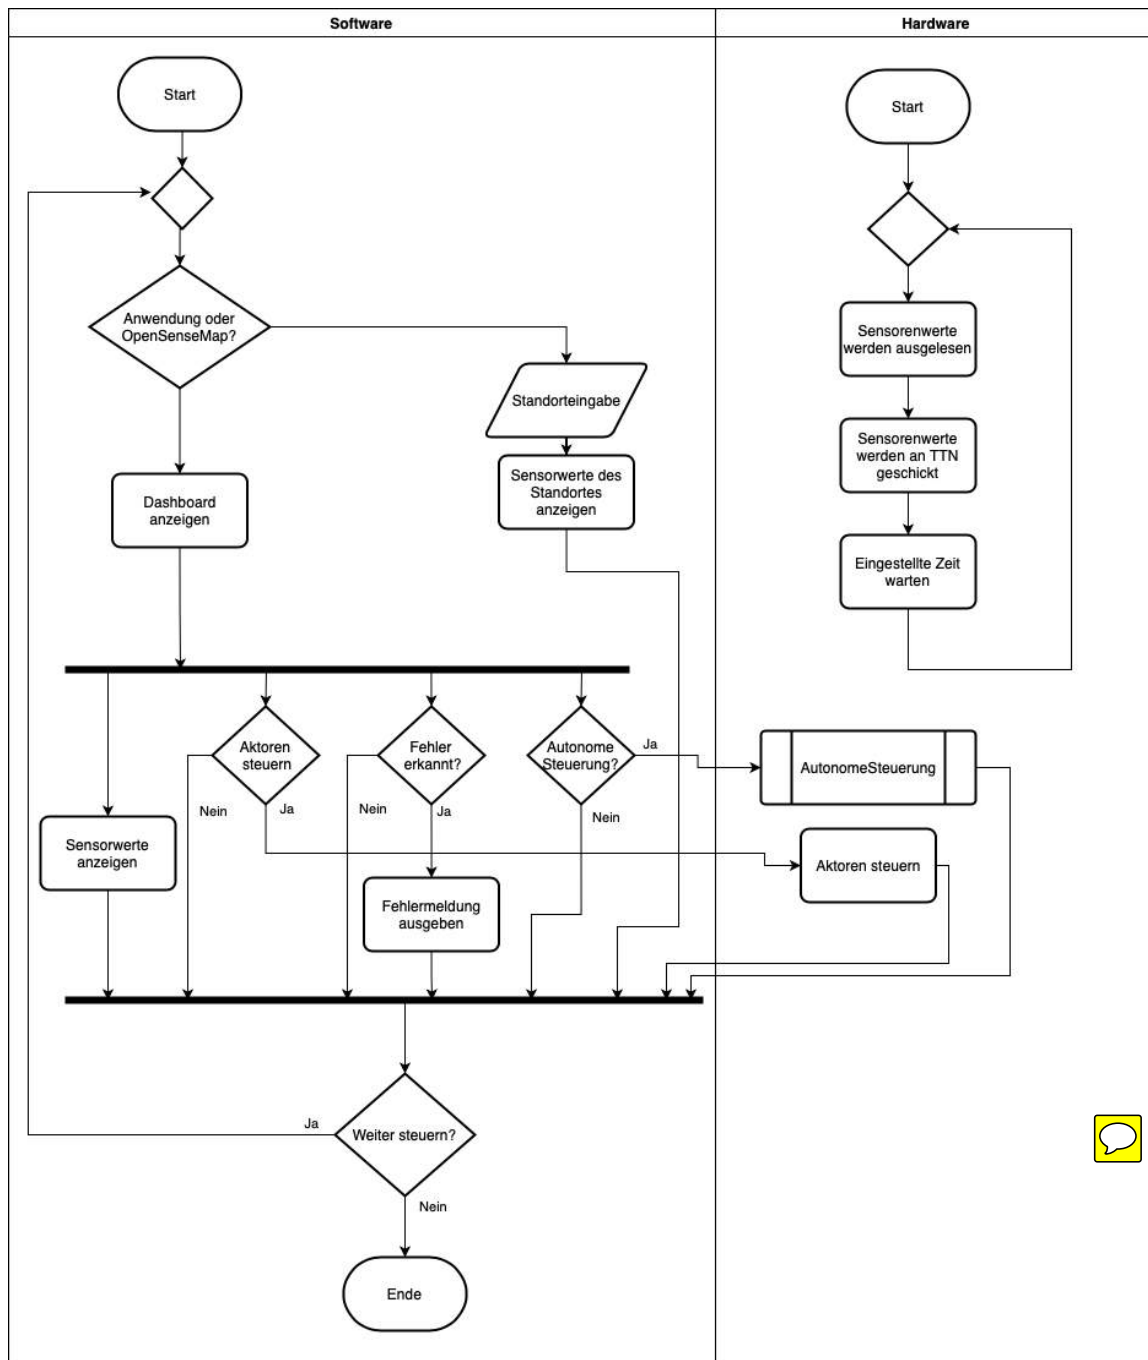 Software
Hardware
Start
Start
Anwendung oder
OpenSenseMap?
Sensorenwerte
werden ausgelesen
Standorteingabe
Sensorenwerte
werden an TTN
geschickt
Sensorwerte des
Standortes
anzeigen
Dashboard
anzeigen
Eingestellte Zeit
warten
Aktoren
steuern
Nein
Ja
Fehler
erkannt?
Nein
Ja
Autonome
Steuerung?
Ja
Nein
AutonomeSteuerung
Sensorwerte
anzeigen
Aktoren steuern
Fehlermeldung
ausgeben
Ja
Weiter steuern?
Nein
Ende